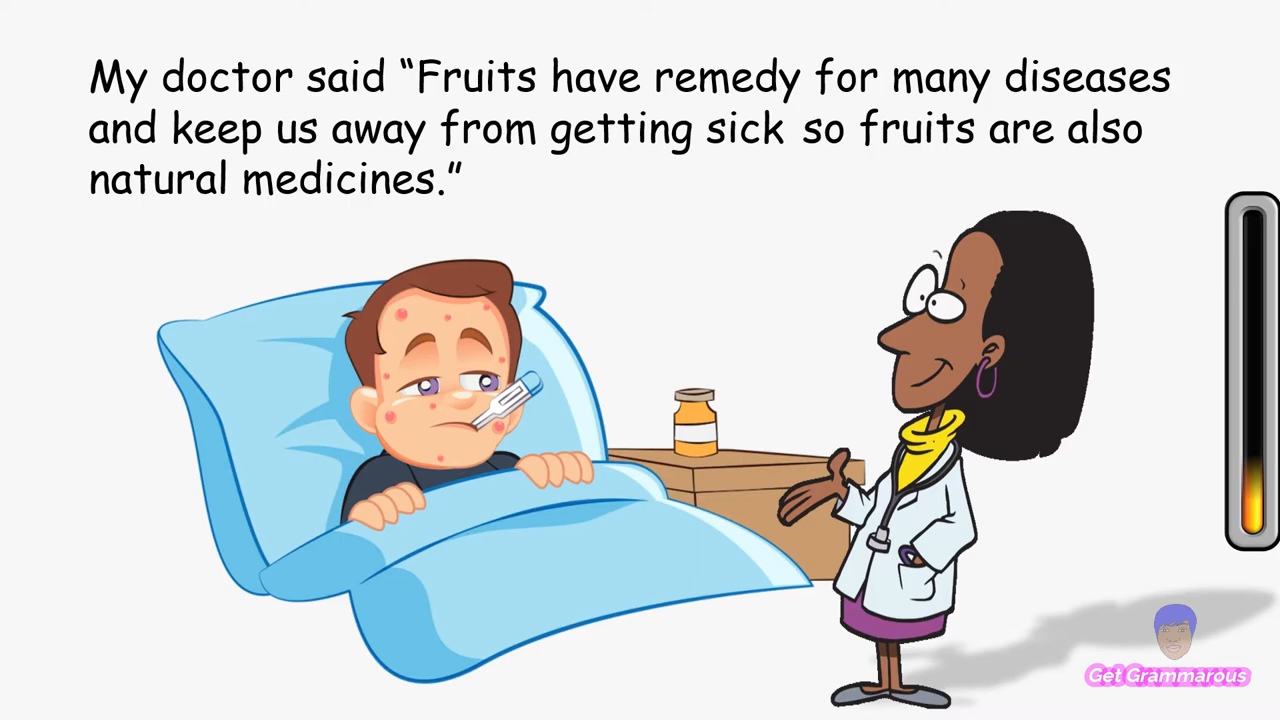 My doctor said “Fruits have remedy for many diseases
and keep us away from getting sick so fruits are also
natural medicines.”
Get Grammarous